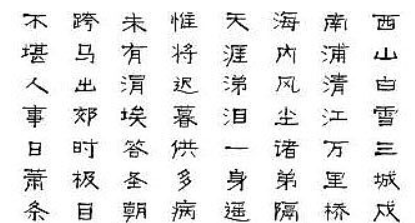 西山白雪三城戍
南浦清江万里桥
海内风尘诸弟隔
天涯涕泪一身遥
惟将迟暮供多病
未有涓埃答圣朝
跨马出郊时极目
不堪人事日萧条